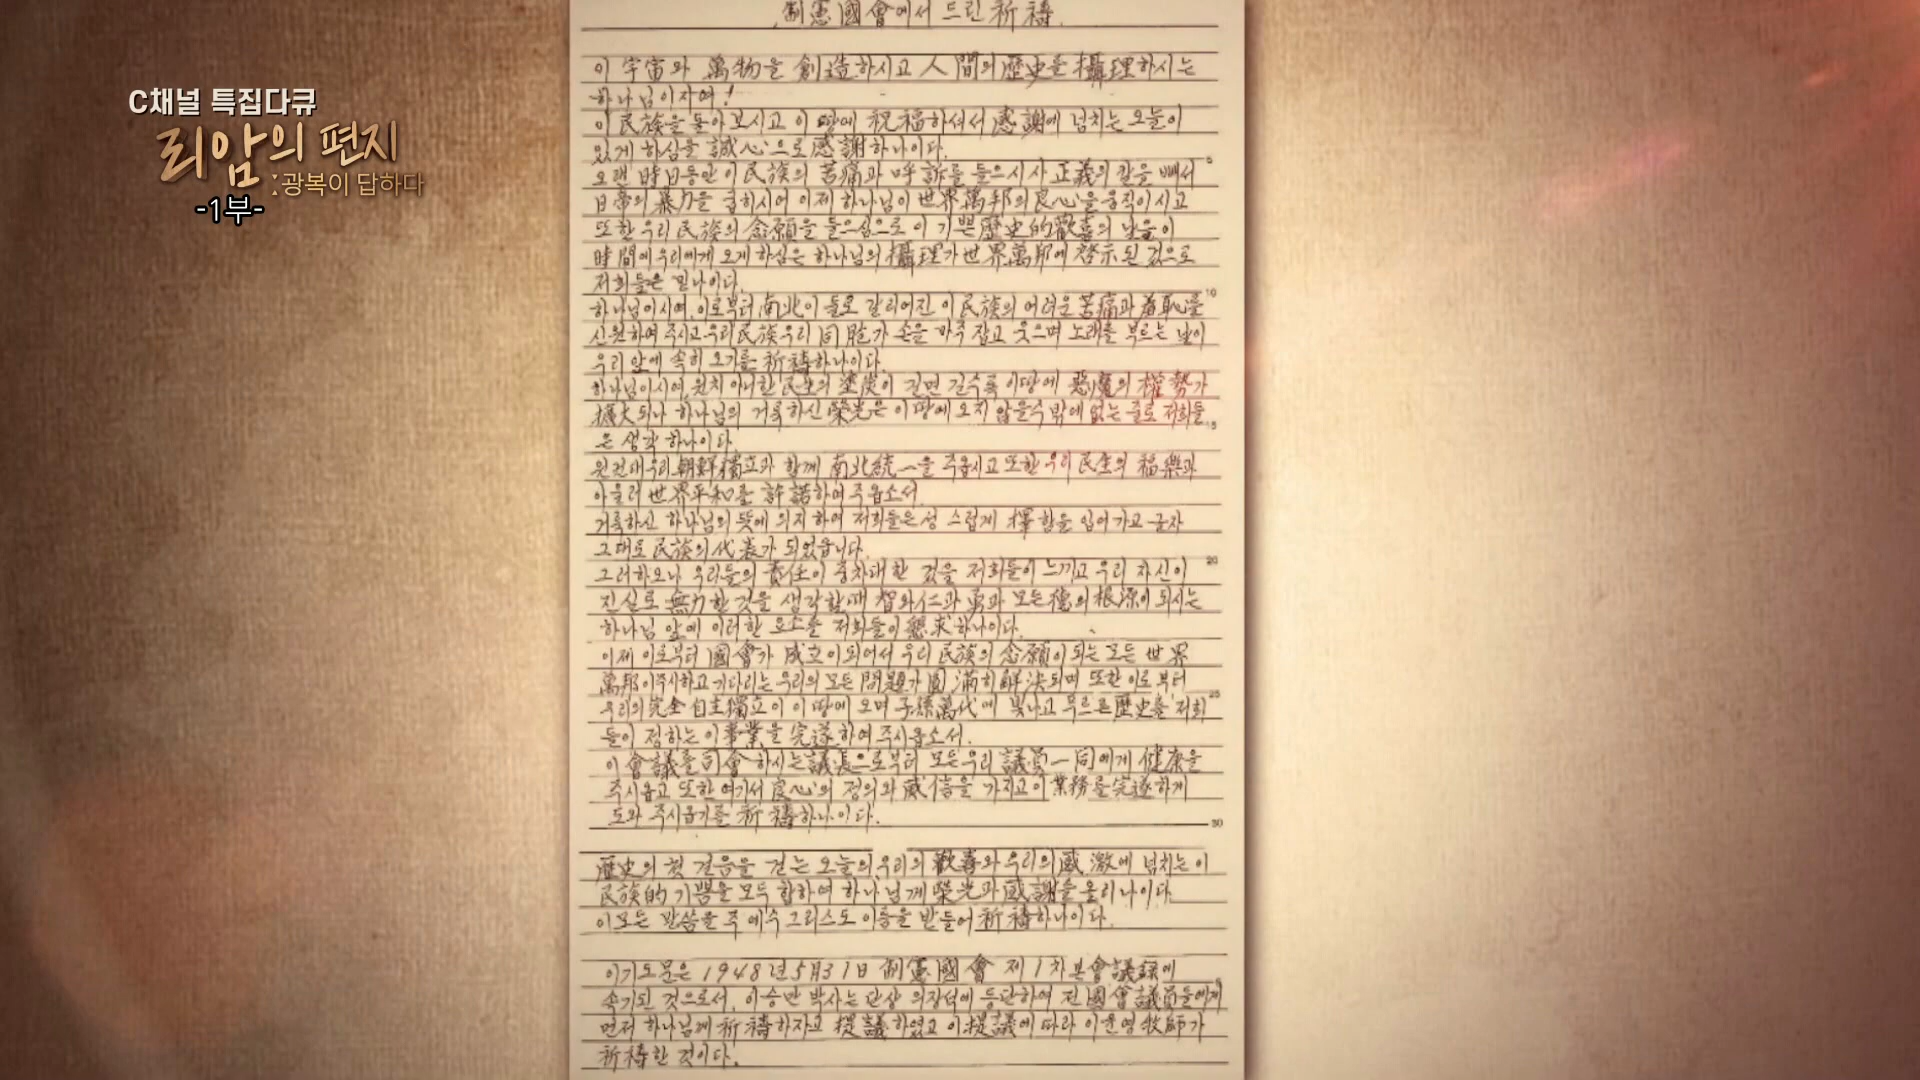 C채널 특집다큐
리암의 편지
:광복이 답하다
-1부-
制憲國會에서 드린 祈禱.
이 宇宙와 萬物을 創造하시고 人間의 歷史를 攝理하시는
하나님이자여!
이 民族을 돌아보시고 이 땅에 祝福하셔서 感謝에 넘치는 오늘이
있게 하심을 誠心으로 感謝하나이다.
오랜 時日동안 이 民族의 苦痛과 呼訴를 들으시사 正義의 칼을 빼서
日帝의 暴力을 굽히시어 이제 하나님이 世界萬邦의 良心을 움직이시고
또한 우리 民族의 念願을 들으심으로 이 기쁜 歷史的 歡喜의 날을 이
時間에 우리에게 오게 하심은 하나님의 攝理가 世界萬邦에 啓示된 것으로
저희들은 믿나이다.
하나님이시여, 이로부터 南北이 둘로 갈리어진 이 民族의 어려운 苦痛과 羞恥를
신원하여 주시고 우리 民族 우리 同胞가 손을 마주 잡고 웃으며 노래를 부르는 날이
우리 앞에 속히 오기를 祈禱하나이다.
하나님이시여, 원치 아니한 民生의 塗炭이 길면 길수록 이땅에 惡魔의 權勢가
擴大되나 하나님의 거룩하신 榮光은 이 땅에 오지 않을수 밖에 없는 줄로 저희들
은 생각 하나이다
원컨대 우리 朝鮮獨立과 함께 南北統一을 주옵시고 또한 우리 民生의 福樂과
아울러 世界平和를 許諾하여 주옵소서
거룩하신 하나님의 뜻에 의지하여 저희들은 성 스럽게 擇함을 입어 가고 글자
그대로 民族의 代表가 되었습니다.
그러하오나 우리들의 責任이 중차대한 것을 저희들이 느끼고 우리 자신이
진실로 無力한 것을 생각할때 智와 仁과 勇과 모든 德의 根源이 되시는
하나님 앞에 이러한 요소를 저희들이 懇求하나이다.
이제 이로부터 國會가 成立이 되어서 우리 民族의 念願이 되는 모든 世界
萬邦이 주시하고 기다리는 우리의 모든 問題가 圓滿히 解決되며 또한 이로부터
우리의 完全 自主獨立이 이 땅에 오며 子孫萬代에 빛나고 푸르른 歷史를 저희
들이 정하는 이 事業을 完遂하여 주시옵소서.
이 會議를 司會하시는 議長으로부터 모든 우리 議員一同에게 健康을
주시옵고 또한 여기서 良心의 정의와 威信을 가지고 이 業務를 完遂하게
도와 주시옵기를 祈禱하나이다.
歷史의 첫 걸음을 걷는 오늘의 우리의 歡喜와 우리의 感激에 넘치는 이
民族的 기쁨을 모두 합하여 하나님께 榮光과 感謝를 올리나이다
이 모든 말씀을 주 예수 그리스도 이름을 받들어 祈禱하나이다.
이기도문은 1948년5月31日 制憲國會 제1차본會議錄에
속기된 것으로서, 이승만 박사는 단상 의장석에 등단하여 전 國會議員들에게
먼저 하나님께 祈禱하자고 提議하였고 이 提議에 따라 이윤영 牧師가
祈禱한 것이다.